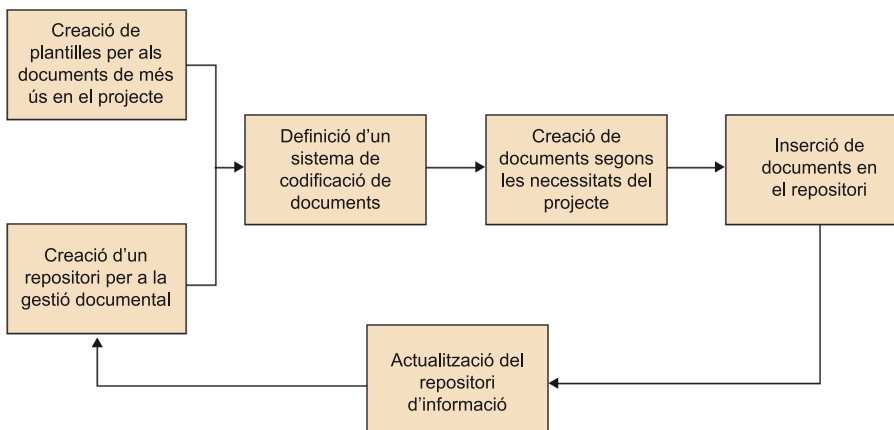 Creació de
plantilles per als
documents de més
ús en el projecte
Definició d’un
sistema de
codificació de
documents
Creació de
documents segons
les necessitats del
projecte
Inserció de
documents en
el repositori
Creació d’un
repositori per a la
gestió documental
Actualització del
repositori
d’informació